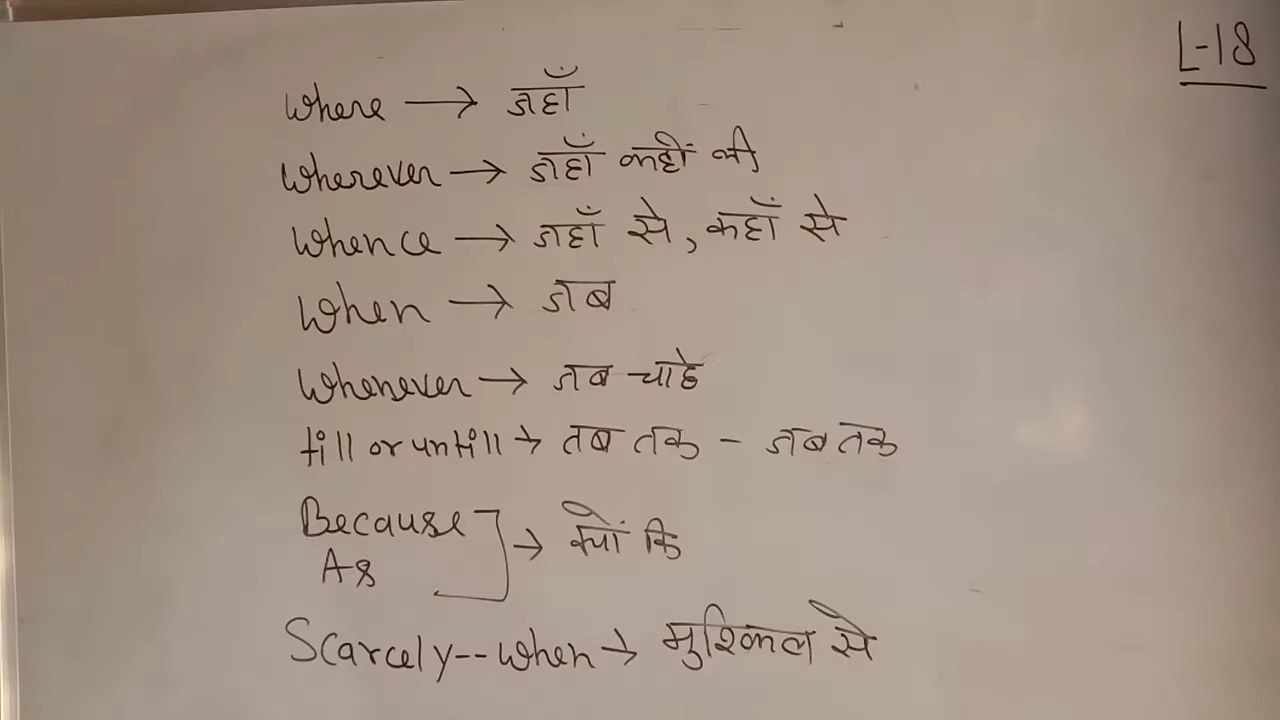 L-18
where → जहाँ
wherever → जहाँ कहीं भी
whence → जहाँ से, कहाँ से
when → जब
whenever → जब चाहे
till or untill → तब तक - जब तक
Because
As ] → क्यों कि
Scarcely--when → मुश्किल से